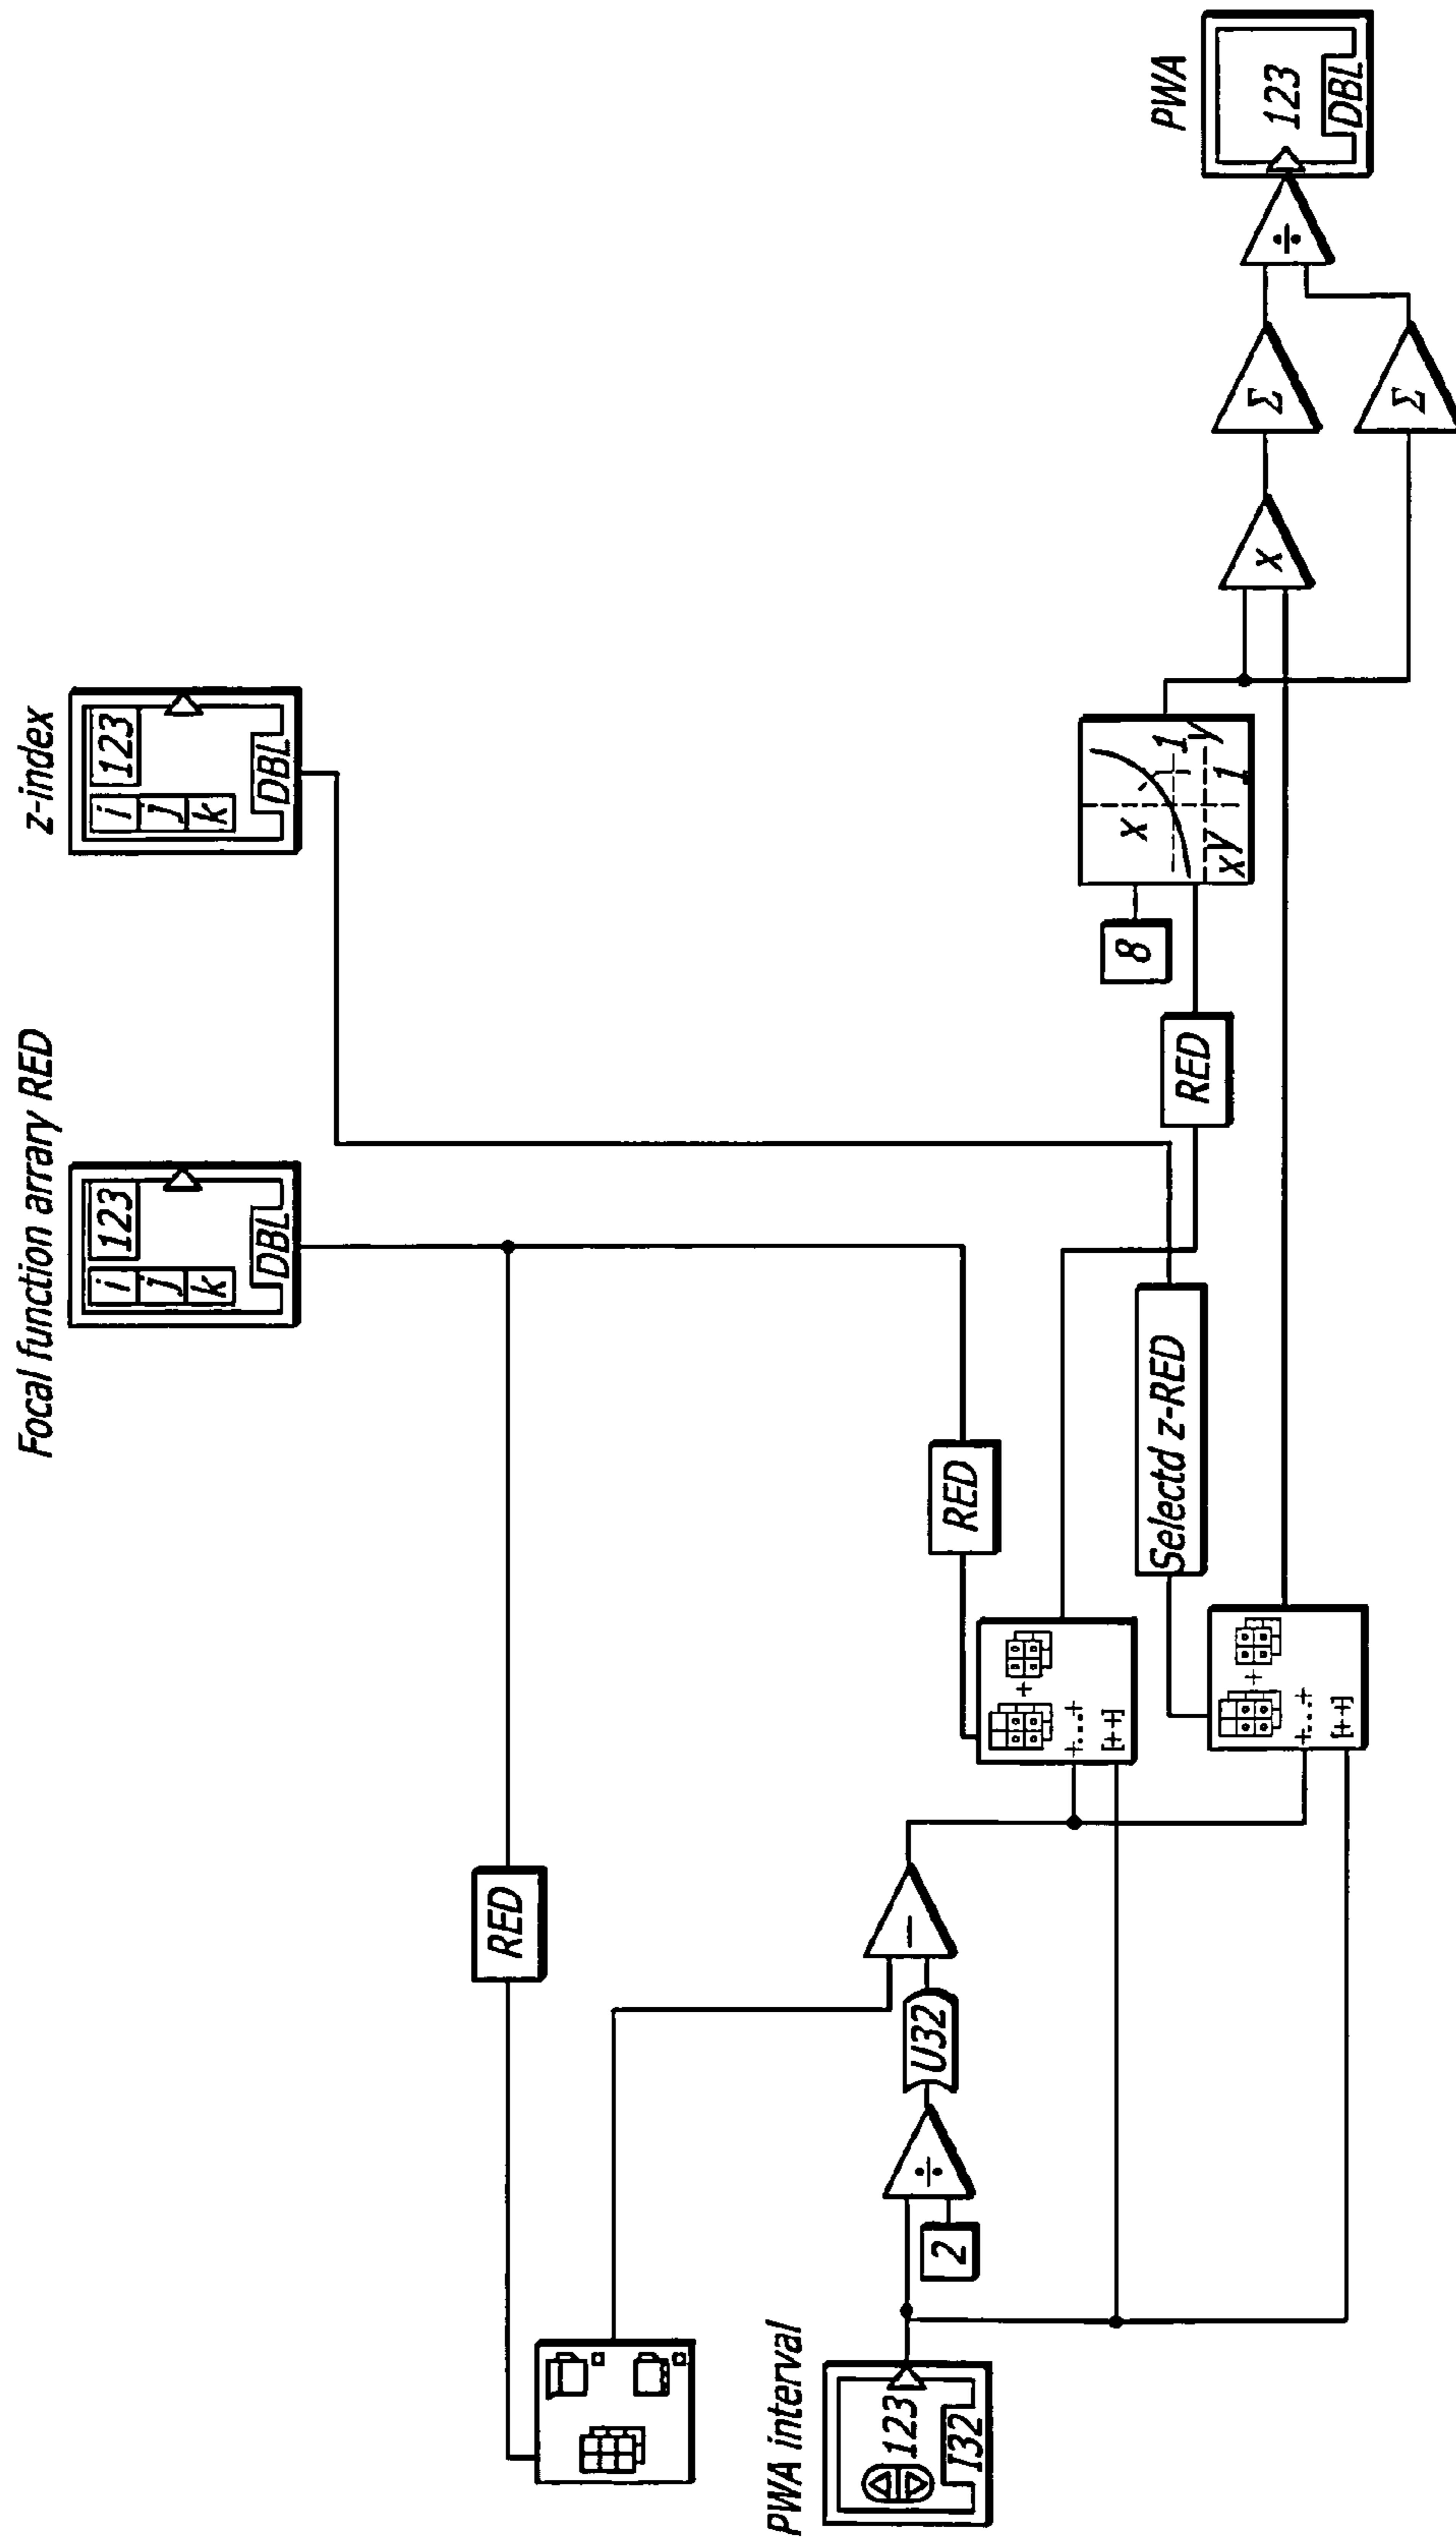 Focal function arrary RED
i
j
k
123
DBL
z-index
i
j
k
123
DBL
RED
RED
PWA interval
123
I32
2
÷
U32
−
+
+...+
[++]
+
+...+
[++]
Selectd z-RED
RED
8
x
1
y
xy
1
x
Σ
Σ
÷
PWA
123
DBL